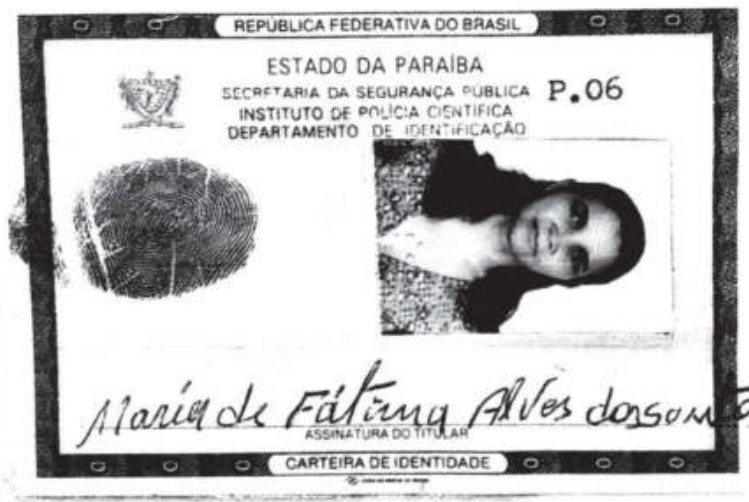 REPÚBLICA FEDERATIVA DO BRASIL
ESTADO DA PARAÍBA
SECRETARIA DA SEGURANÇA PÚBLICA
P.06
INSTITUTO DE POLÍCIA CIENTÍFICA
DEPARTAMENTO DE IDENTIFICAÇÃO
Maria de Fátima Alves dos Santos
ASSINATURA DO TITULAR
CARTEIRA DE IDENTIDADE